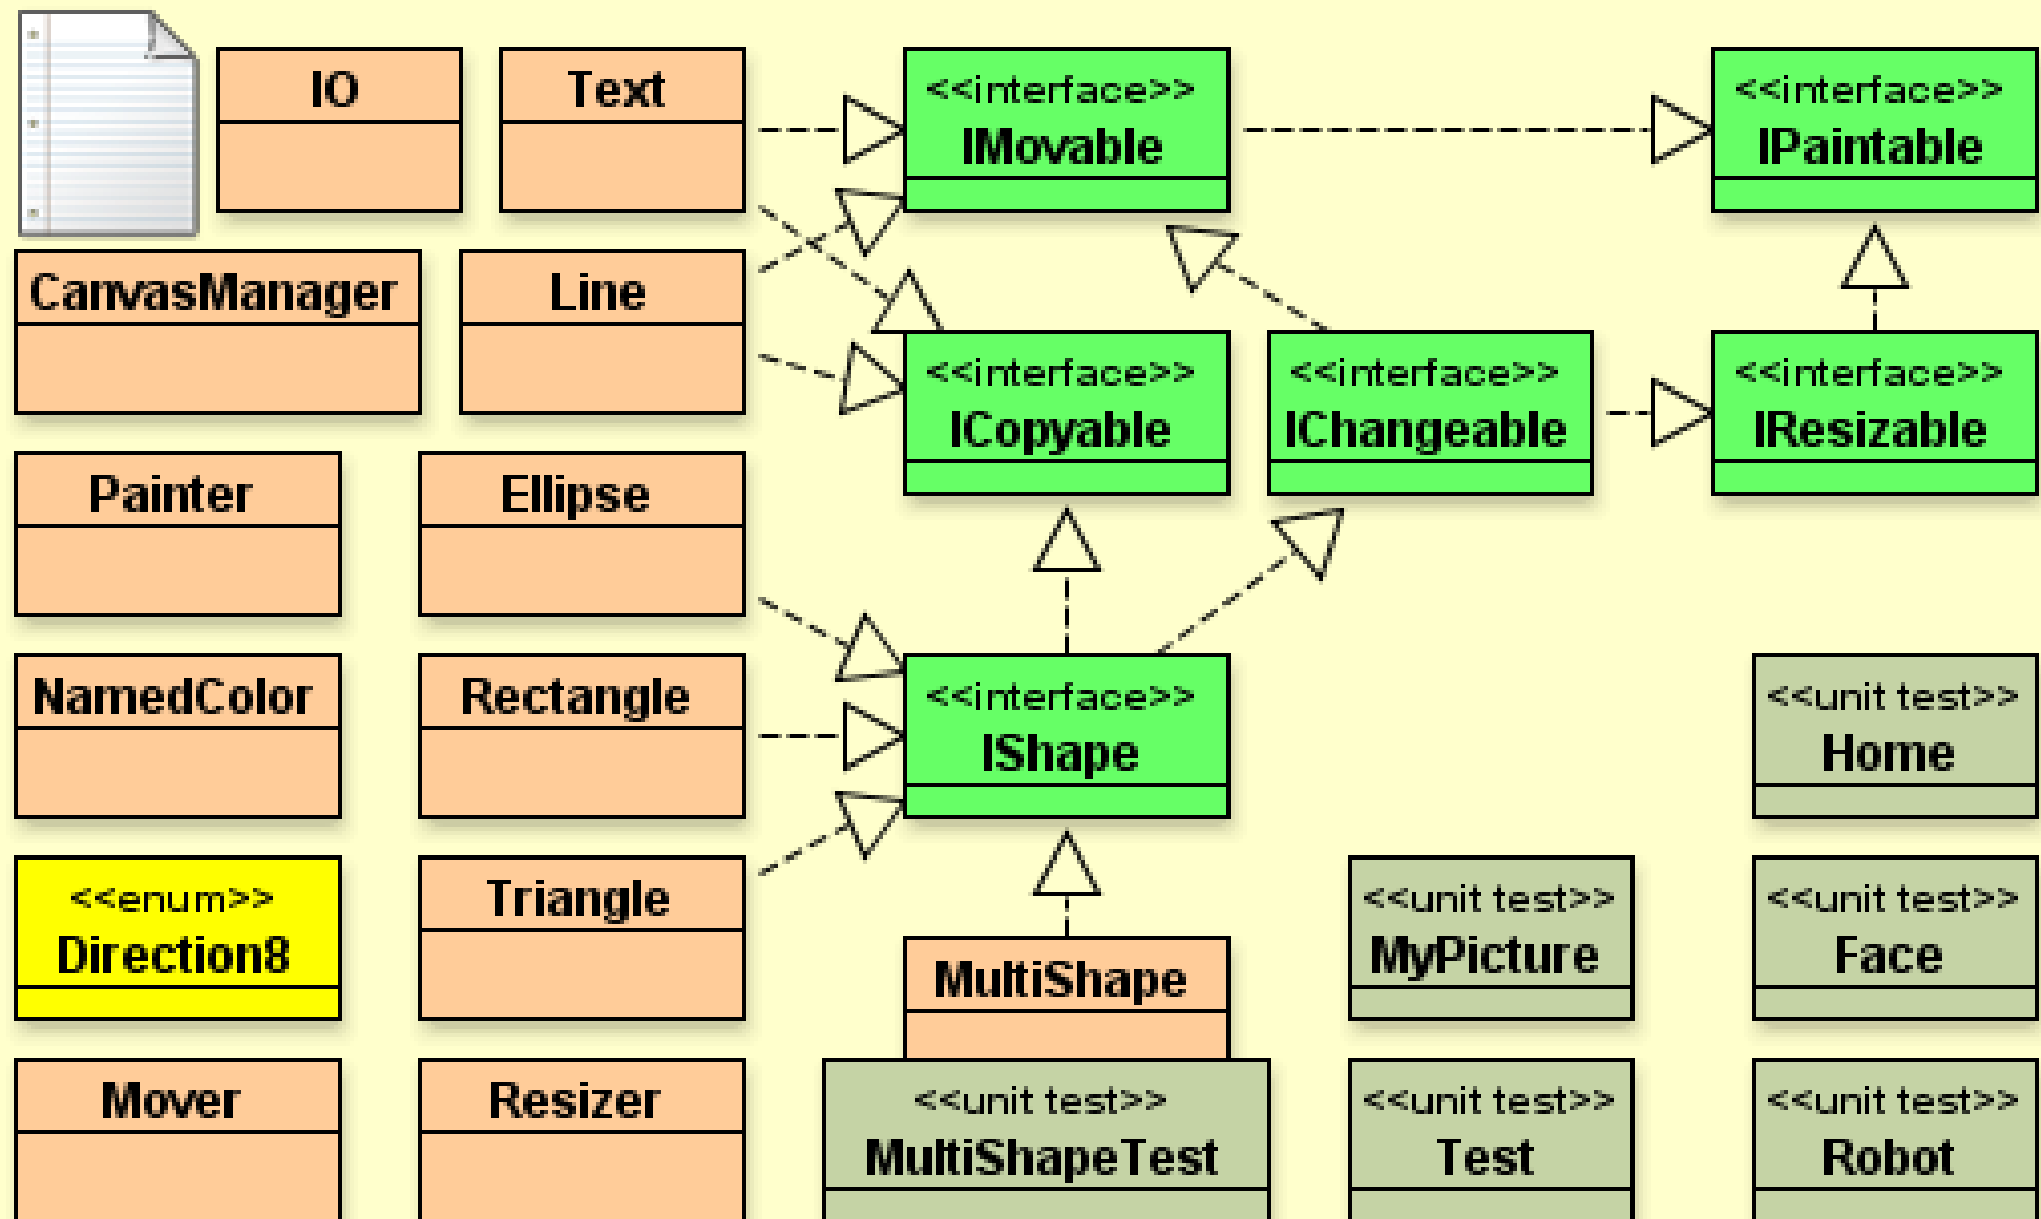 IO
Text
<<interface>>
IMovable
<<interface>>
IPaintable
CanvasManager
Line
<<interface>>
ICopyable
<<interface>>
IChangeable
<<interface>>
IResizable
Painter
Ellipse
NamedColor
Rectangle
<<interface>>
IShape
<<unit test>>
Home
<<enum>>
Direction8
Triangle
MultiShape
<<unit test>>
MyPicture
<<unit test>>
Face
Mover
Resizer
<<unit test>>
MultiShapeTest
<<unit test>>
Test
<<unit test>>
Robot